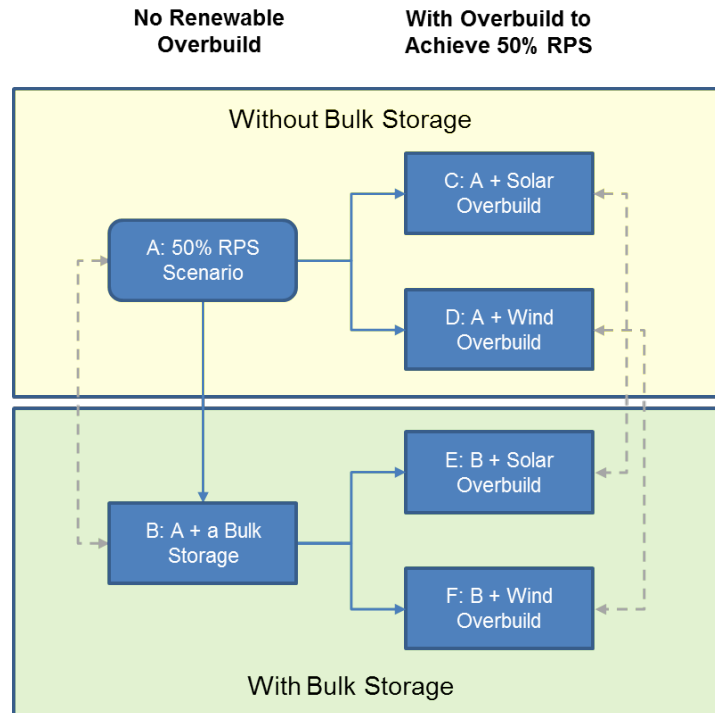 No Renewable
Overbuild
With Overbuild to
Achieve 50% RPS
Without Bulk Storage
C: A + Solar
Overbuild
A: 50% RPS
Scenario
D: A + Wind
Overbuild
E: B + Solar
Overbuild
B: A + a Bulk
Storage
F: B + Wind
Overbuild
With Bulk Storage